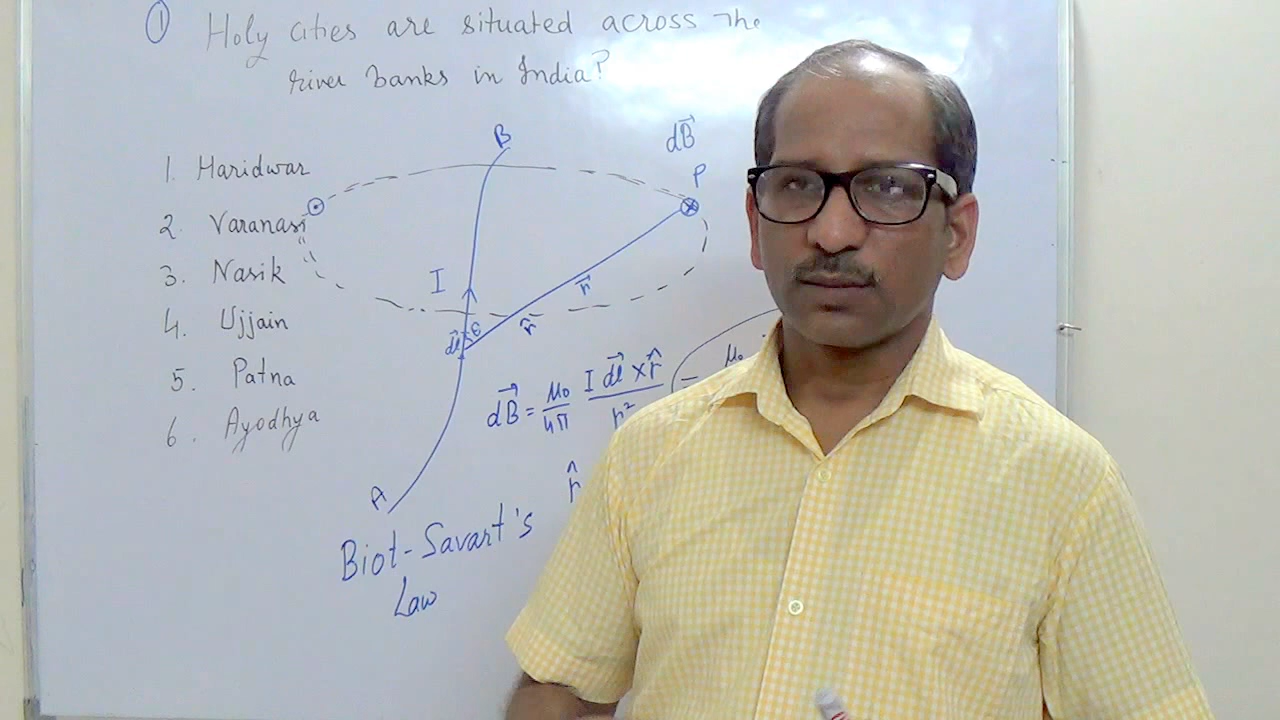 ① Holy cities are situated across the
river banks in India?
1. Haridwar
2. Varanasi
3. Nasik
4. Ujjain
5. Patna
6. Ayodhya
B
dB⃗
P
I
r⃗
r̂
dl⃗
θ
A
dB⃗ = μ₀/4π I dl⃗ × r̂ / r² =
μ₀
r̂
Biot-Savart's
Law